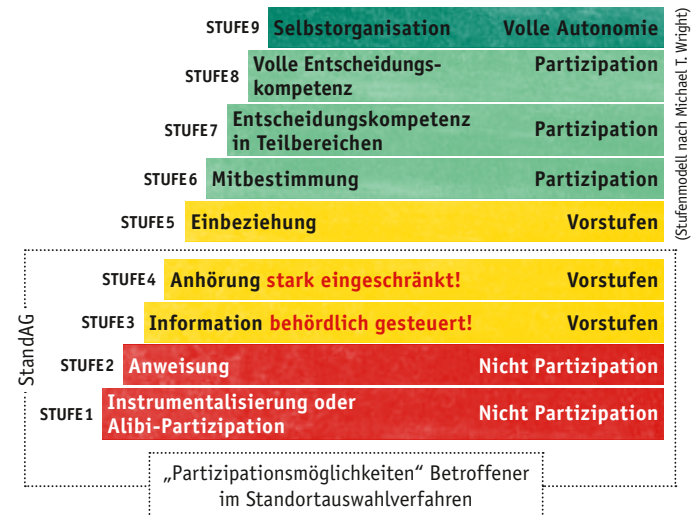 STUFE 9 Selbstorganisation Volle Autonomie
STUFE 8 Volle Entscheidungs- Partizipation
kompetenz
STUFE 7 Entscheidungskompetenz Partizipation
in Teilbereichen
STUFE 6 Mitbestimmung Partizipation
STUFE 5 Einbeziehung Vorstufen
STUFE 4 Anhörung stark eingeschränkt! Vorstufen
STUFE 3 Information behördlich gesteuert! Vorstufen
STUFE 2 Anweisung Nicht Partizipation
STUFE 1 Instrumentalisierung oder Nicht Partizipation
Alibi-Partizipation
StandAG
„Partizipationsmöglichkeiten“ Betroffener
im Standortauswahlverfahren
(Stufenmodell nach Michael T. Wright)